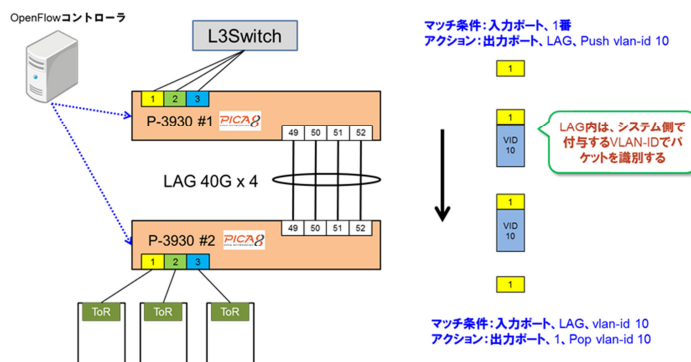 OpenFlowコントローラ
L3Switch
1 2 3
P-3930 #1 PICA8
49 50 51 52
LAG 40G x 4
49 50 51 52
P-3930 #2 PICA8
1 2 3
ToR ToR ToR
マッチ条件：入力ポート、1番
アクション：出力ポート、LAG、Push vlan-id 10
1
1
VID
10
LAG内は、システム側で
付与するVLAN-IDでパ
ケットを識別する
1
VID
10
1
マッチ条件：入力ポート、LAG、vlan-id 10
アクション：出力ポート、1、Pop vlan-id 10